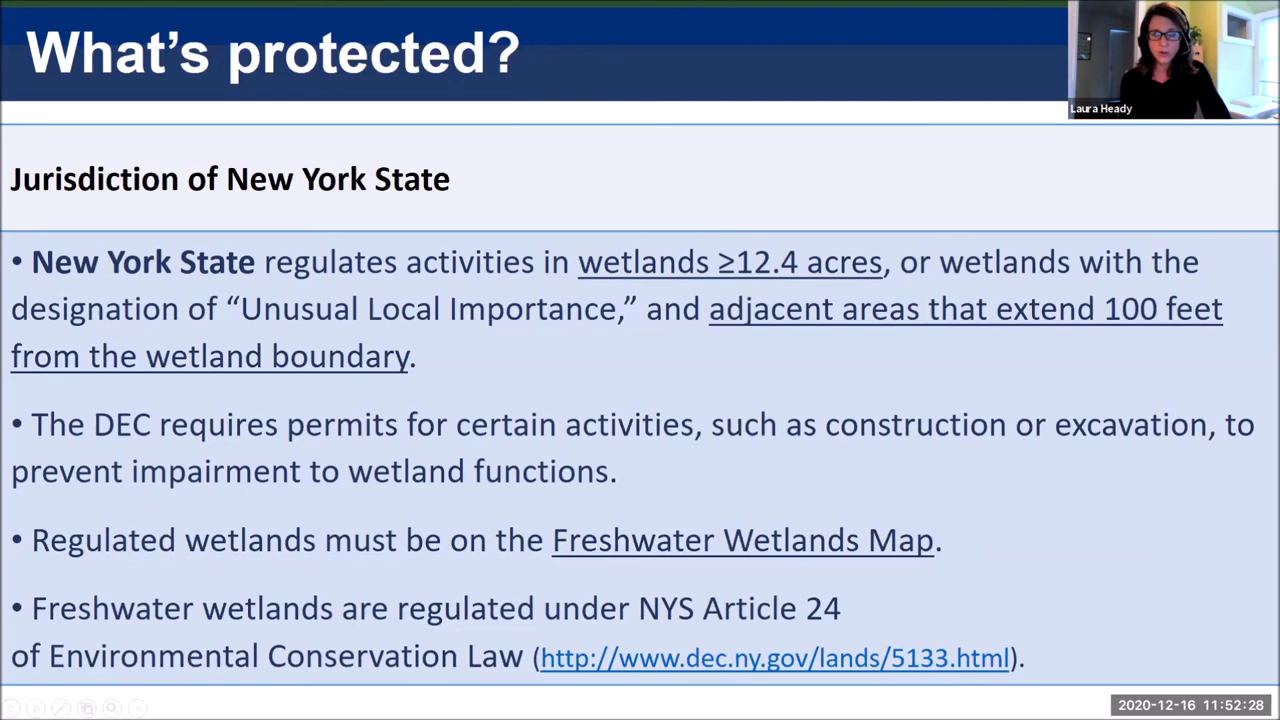 What's protected?
Laura Heady
Jurisdiction of New York State
• New York State regulates activities in wetlands ≥12.4 acres, or wetlands with the
designation of “Unusual Local Importance,” and adjacent areas that extend 100 feet
from the wetland boundary.
• The DEC requires permits for certain activities, such as construction or excavation, to
prevent impairment to wetland functions.
• Regulated wetlands must be on the Freshwater Wetlands Map.
• Freshwater wetlands are regulated under NYS Article 24
of Environmental Conservation Law (http://www.dec.ny.gov/lands/5133.html).
2020-12-16 11:52:28